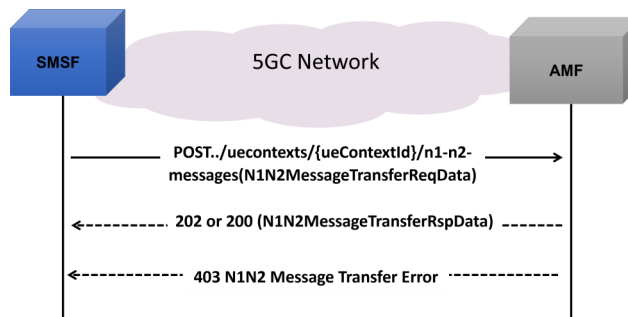 SMSF
5GC Network
AMF
POST../uecontexts/{ueContextId}/n1-n2-
messages(N1N2MessageTransferReqData)
202 or 200 (N1N2MessageTransferRspData)
403 N1N2 Message Transfer Error